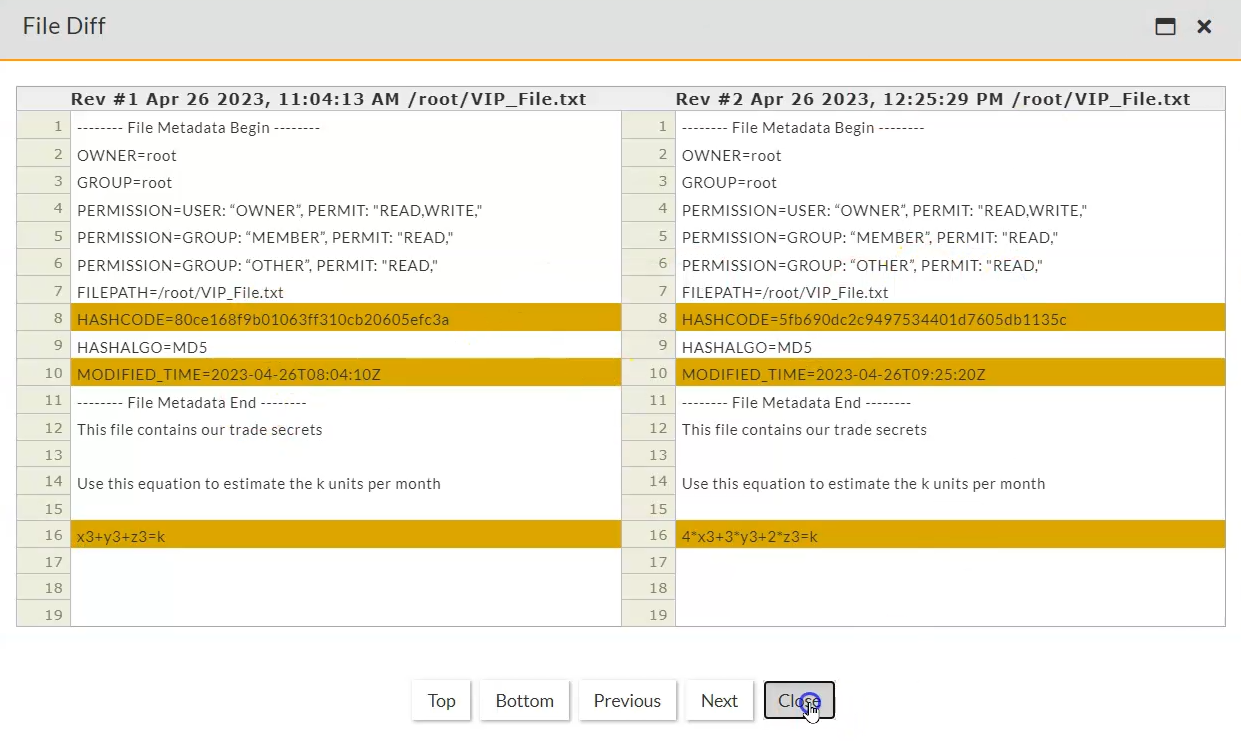 File Diff
Rev #1 Apr 26 2023, 11:04:13 AM /root/VIP_File.txt
1 -------- File Metadata Begin --------
2 OWNER=root
3 GROUP=root
4 PERMISSION=USER: “OWNER”, PERMIT: "READ,WRITE,"
5 PERMISSION=GROUP: “MEMBER”, PERMIT: "READ,"
6 PERMISSION=GROUP: “OTHER”, PERMIT: "READ,"
7 FILEPATH=/root/VIP_File.txt
8 HASHCODE=80ce168f9b01063ff310cb20605efc3a
9 HASHALGO=MD5
10 MODIFIED_TIME=2023-04-26T08:04:10Z
11 -------- File Metadata End --------
12 This file contains our trade secrets
13
14 Use this equation to estimate the k units per month
15
16 x3+y3+z3=k
17
18
19
Rev #2 Apr 26 2023, 12:25:29 PM /root/VIP_File.txt
1 -------- File Metadata Begin --------
2 OWNER=root
3 GROUP=root
4 PERMISSION=USER: “OWNER”, PERMIT: "READ,WRITE,"
5 PERMISSION=GROUP: “MEMBER”, PERMIT: "READ,"
6 PERMISSION=GROUP: “OTHER”, PERMIT: "READ,"
7 FILEPATH=/root/VIP_File.txt
8 HASHCODE=5fb690dc2c9497534401d7605db1135c
9 HASHALGO=MD5
10 MODIFIED_TIME=2023-04-26T09:25:20Z
11 -------- File Metadata End --------
12 This file contains our trade secrets
13
14 Use this equation to estimate the k units per month
15
16 4*x3+3*y3+2*z3=k
17
18
19
Top
Bottom
Previous
Next
Close